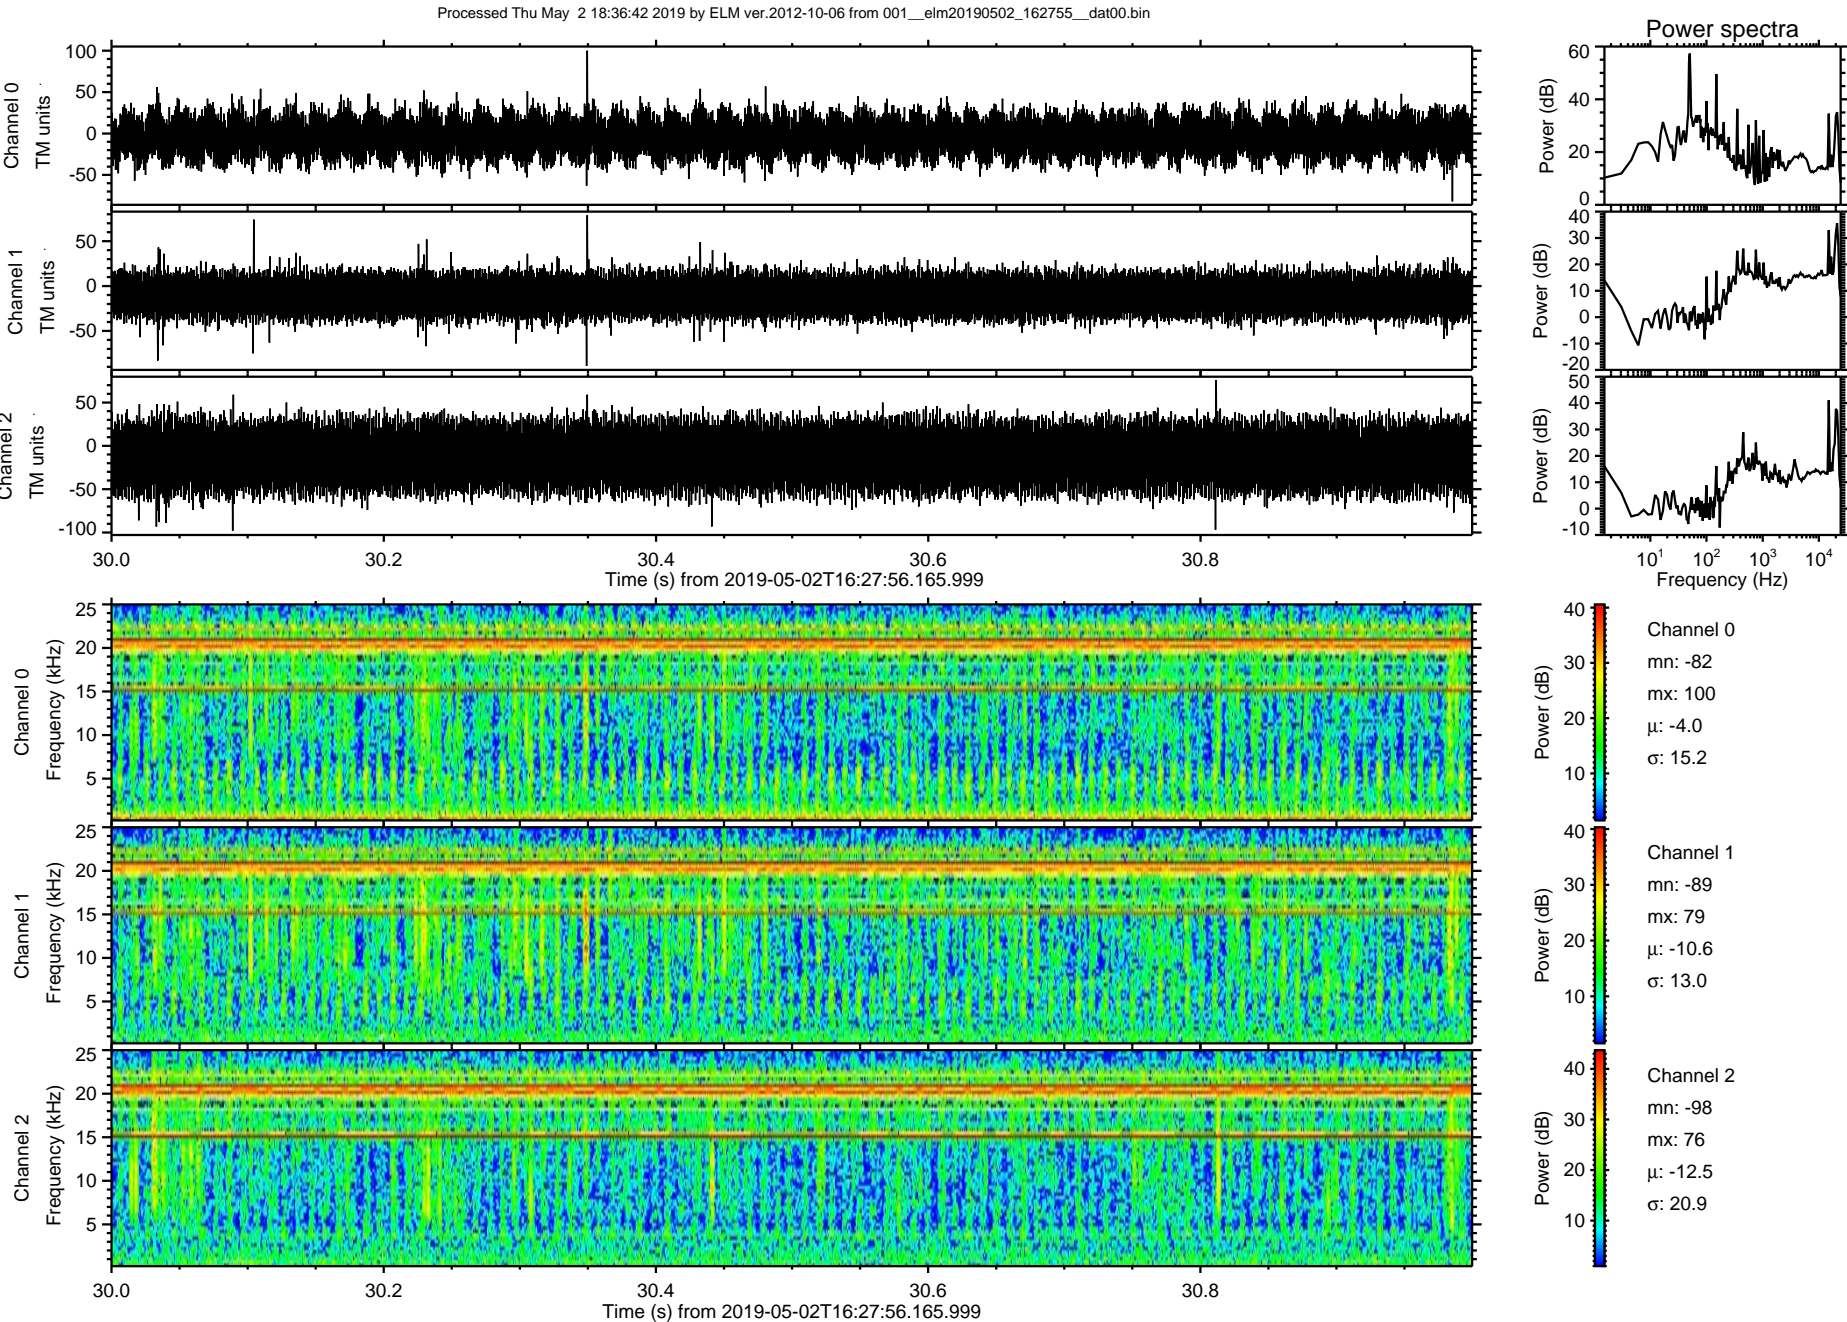 Processed Thu May  2 18:36:42 2019 by ELM ver.2012-10-06 from 001__elm20190502_162755__dat00.bin
Power spectra
Channel 0
TM units
100
50
0
-50
Power (dB)
60
40
20
0
Channel 1
TM units
50
0
-50
Power (dB)
40
30
20
10
0
-10
-20
Channel 2
TM units
50
0
-50
-100
Power (dB)
50
40
30
20
10
0
-10
30.0 30.2 30.4 30.6 30.8
Time (s) from 2019-05-02T16:27:56.165.999
10¹ 10² 10³ 10⁴
Frequency (Hz)
Channel 0
Frequency (kHz)
25
20
15
10
5
Power (dB)
40
30
20
10
Channel 0
mn: -82
mx: 100
μ: -4.0
σ: 15.2
Channel 1
Frequency (kHz)
25
20
15
10
5
Power (dB)
40
30
20
10
Channel 1
mn: -89
mx: 79
μ: -10.6
σ: 13.0
Channel 2
Frequency (kHz)
25
20
15
10
5
Power (dB)
40
30
20
10
Channel 2
mn: -98
mx: 76
μ: -12.5
σ: 20.9
30.0 30.2 30.4 30.6 30.8
Time (s) from 2019-05-02T16:27:56.165.999